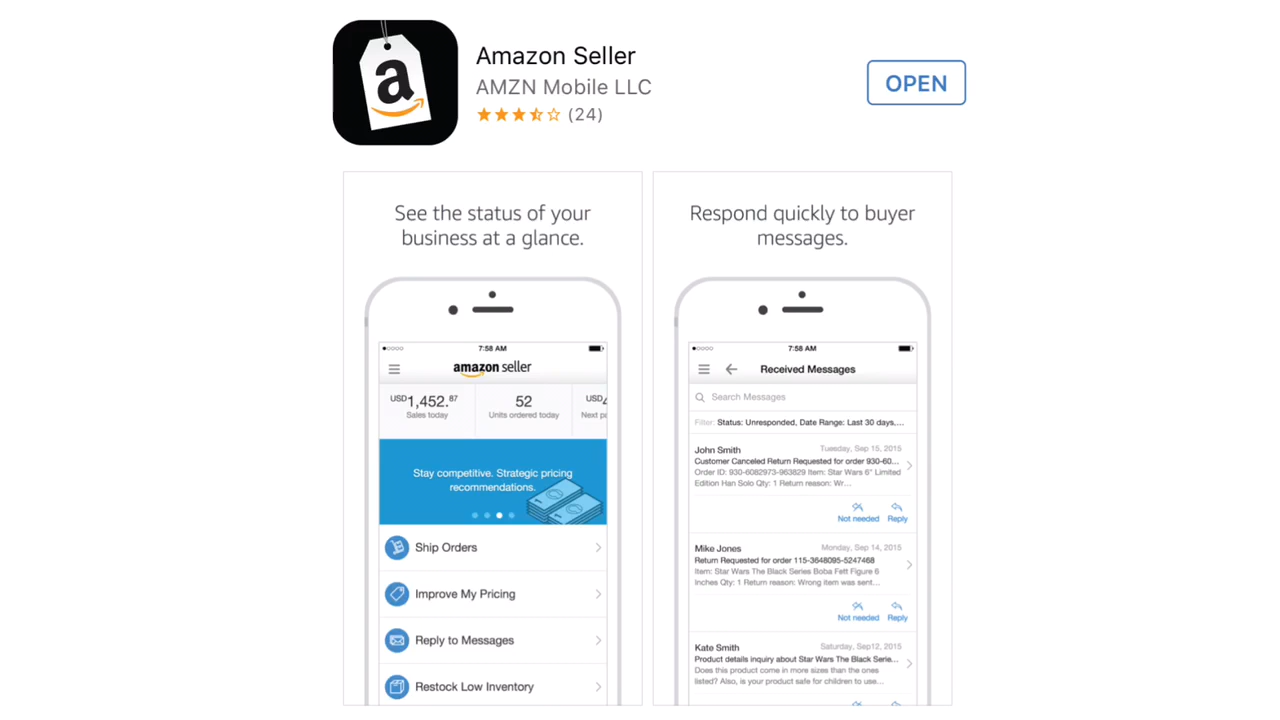 a
Amazon Seller
AMZN Mobile LLC
(24)
OPEN
See the status of your
business at a glance.
7:58 AM
amazon seller
USD1,452.87
Sales today
52
Units ordered today
USD
Next
Stay competitive. Strategic pricing
recommendations.
Ship Orders
Improve My Pricing
Reply to Messages
Restock Low Inventory
Respond quickly to buyer
messages.
7:58 AM
Received Messages
Search Messages
Filter: Status: Unresponded, Date Range: Last 30 days,...
John Smith
Tuesday, Sep 15, 2015
Customer Canceled Return Requested for order 930-60...
Order ID: 930-6082973-963829 Item: Star Wars 6" Limited
Edition Han Solo Qty: 1 Return reason: Wr...
Not needed
Reply
Mike Jones
Monday, Sep 14, 2015
Return Requested for order 115-3648095-5247468
Item: Star Wars The Black Series Boba Fett Figure 6
Inches Qty: 1 Return reason: Wrong item was sent...
Not needed
Reply
Kate Smith
Saturday, Sep12, 2015
Product details inquiry about Star Wars The Black Serie...
Does this product come in more sizes than the ones
listed? Also, is your product safe for children to use...